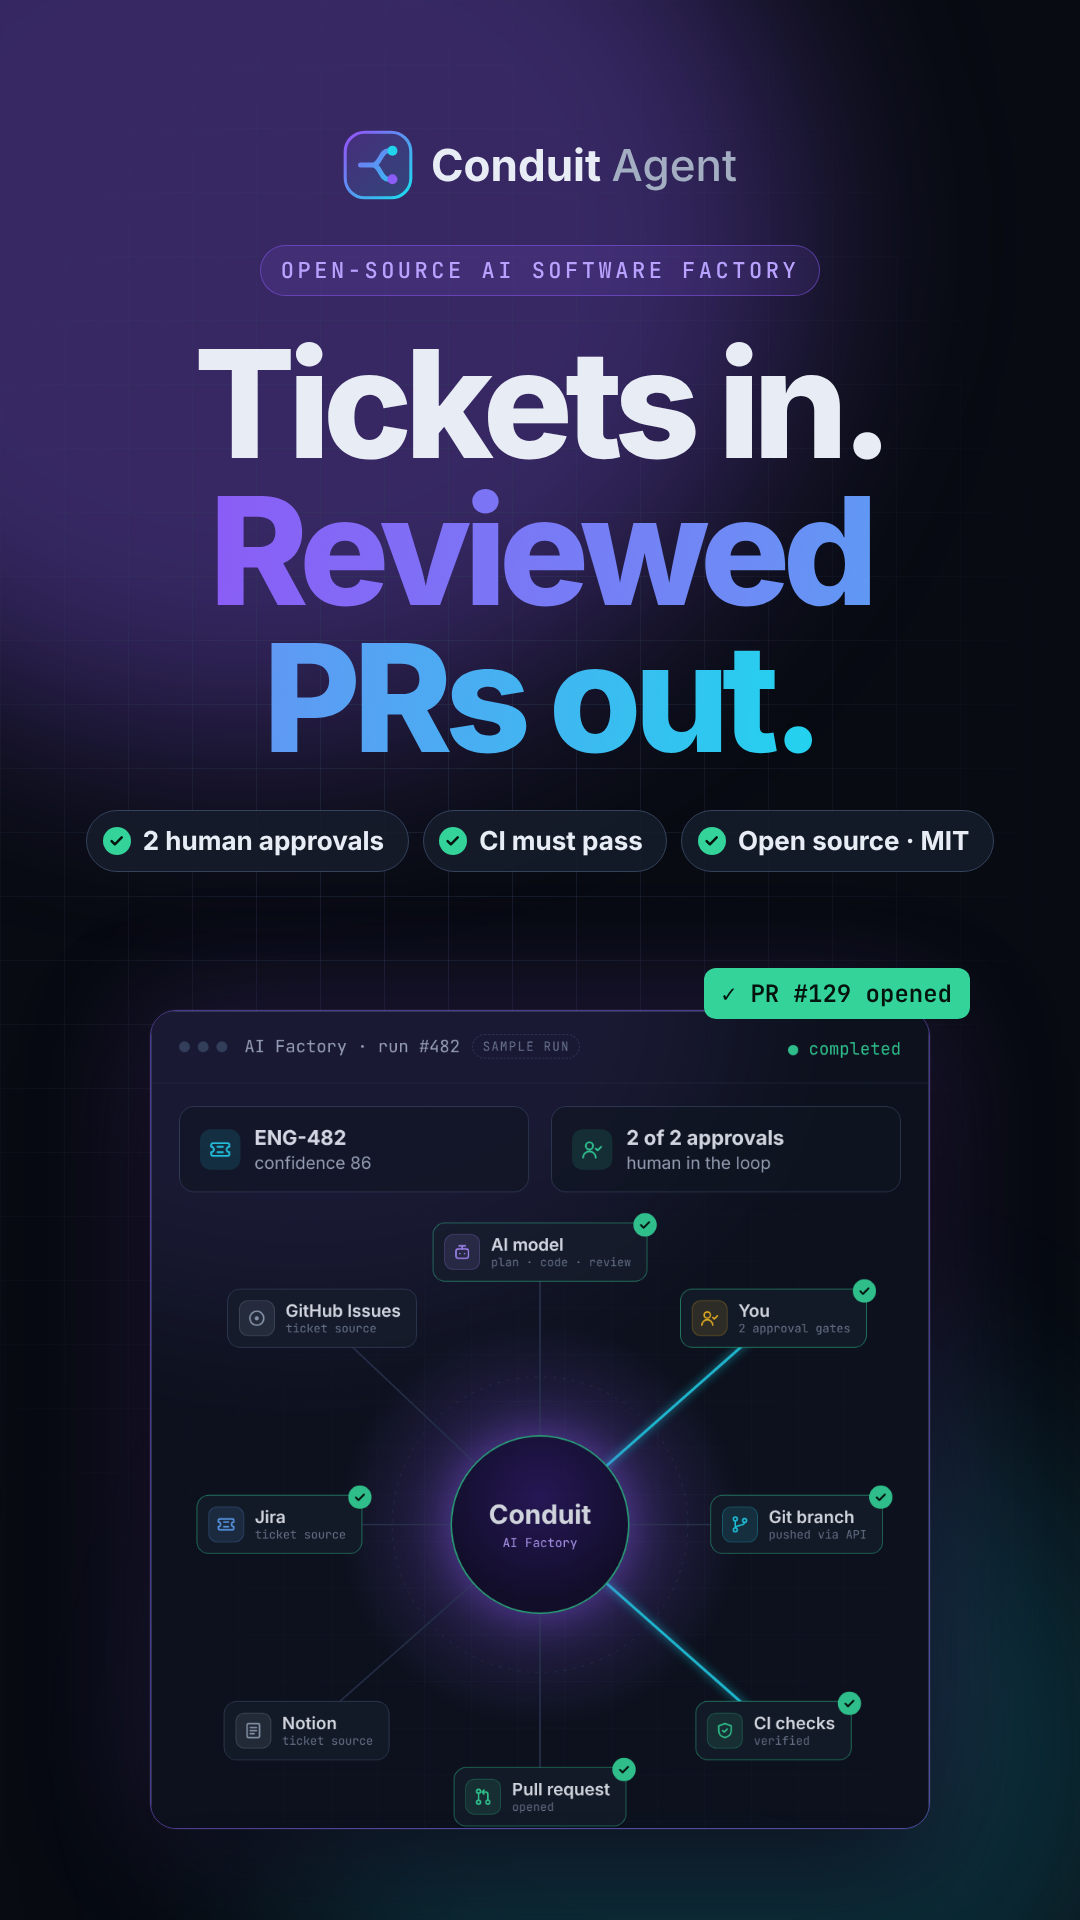 Conduit Agent
OPEN-SOURCE AI SOFTWARE FACTORY
Tickets in.
Reviewed
PRs out.
2 human approvals
CI must pass
Open source · MIT
✓ PR #129 opened
AI Factory · run #482
SAMPLE RUN
completed
ENG-482
confidence 86
2 of 2 approvals
human in the loop
AI model
plan · code · review
GitHub Issues
ticket source
You
2 approval gates
Jira
ticket source
Conduit
AI Factory
Git branch
pushed via API
Notion
ticket source
CI checks
verified
Pull request
opened